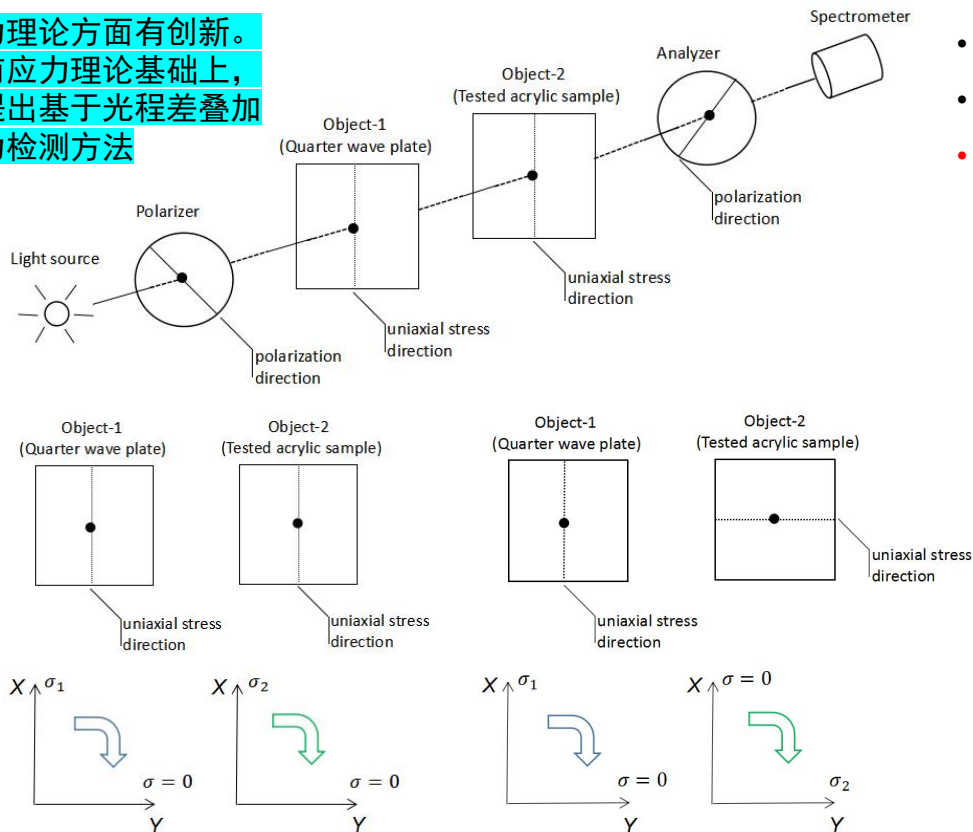 力理论方面有创新。
有应力理论基础上，
提出基于光程差叠加
力检测方法
Spectrometer
Analyzer
Object-2
(Tested acrylic sample)
Object-1
(Quarter wave plate)
Polarizer
Light source
polarization
direction
uniaxial stress
direction
uniaxial stress
direction
polarization
direction
Object-1
(Quarter wave plate)
Object-2
(Tested acrylic sample)
Object-1
(Quarter wave plate)
Object-2
(Tested acrylic sample)
uniaxial stress
direction
uniaxial stress
direction
uniaxial stress
direction
uniaxial stress
direction
X σ₁
σ = 0
Y
X σ₂
σ = 0
Y
X σ₁
σ = 0
Y
X σ = 0
σ₂
Y